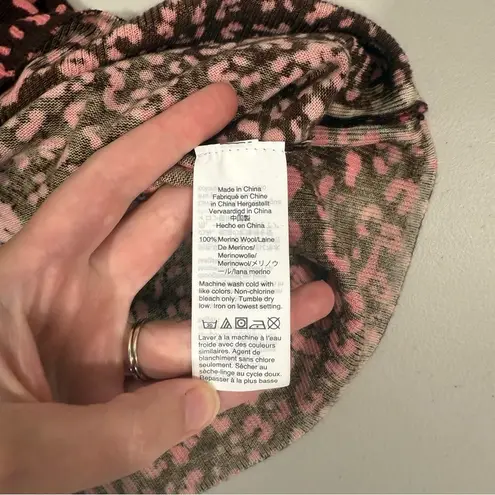 Made in China
Fabriqué en Chine
in China Hergestellt
Vervaardigd in China
中国製
Hecho en China
100% Merino Wool/Laine
De Merinos/
Merinowolle/
Merinowol/メリノウ
ール/lana merino
Machine wash cold with
like colors. Non-chlorine
bleach only. Tumble dry
low. Iron on lowest setting.
Laver à la machine à l'eau
froide avec des couleurs
similaires. Agent de
blanchiment sans chlore
seulement. Sécher au
sèche-linge au cycle doux.
Repasser à la plus basse